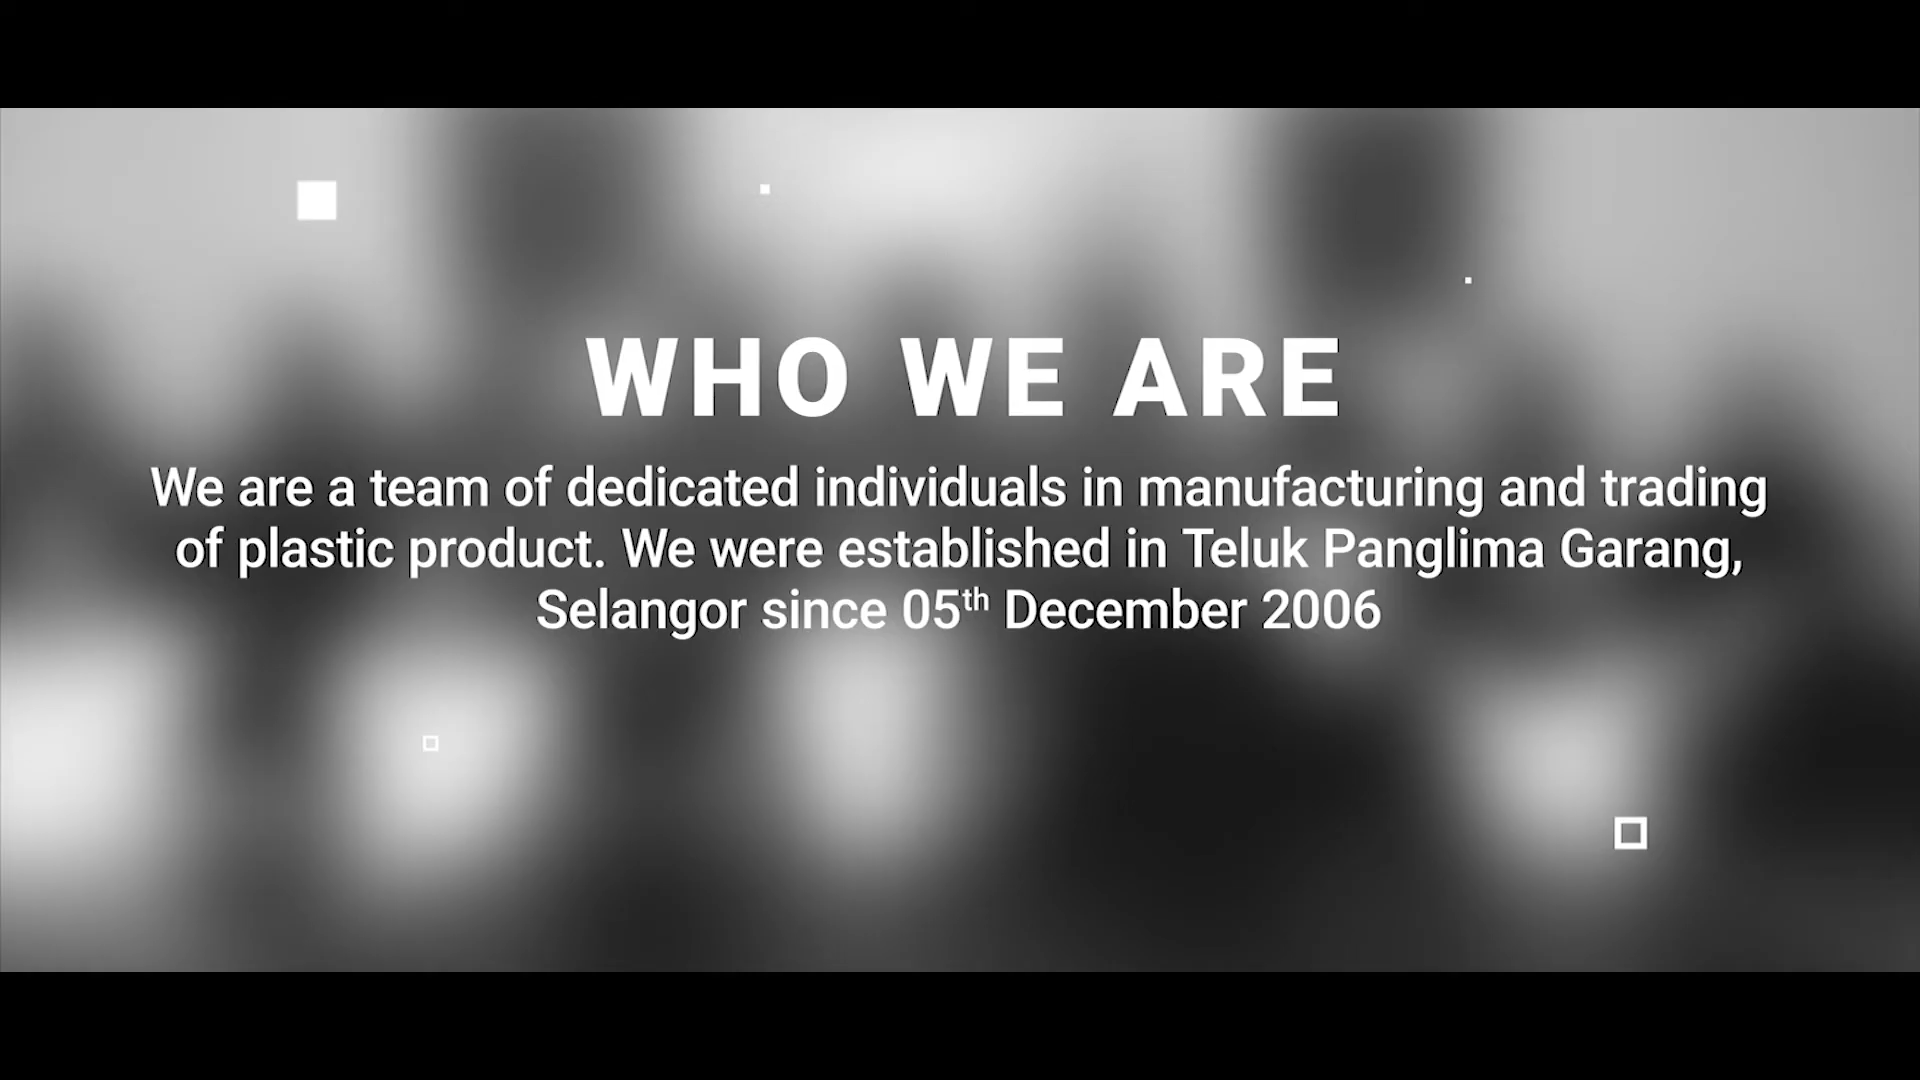 WHO WE ARE
We are a team of dedicated individuals in manufacturing and trading
of plastic product. We were established in Teluk Panglima Garang,
Selangor since 05th December 2006